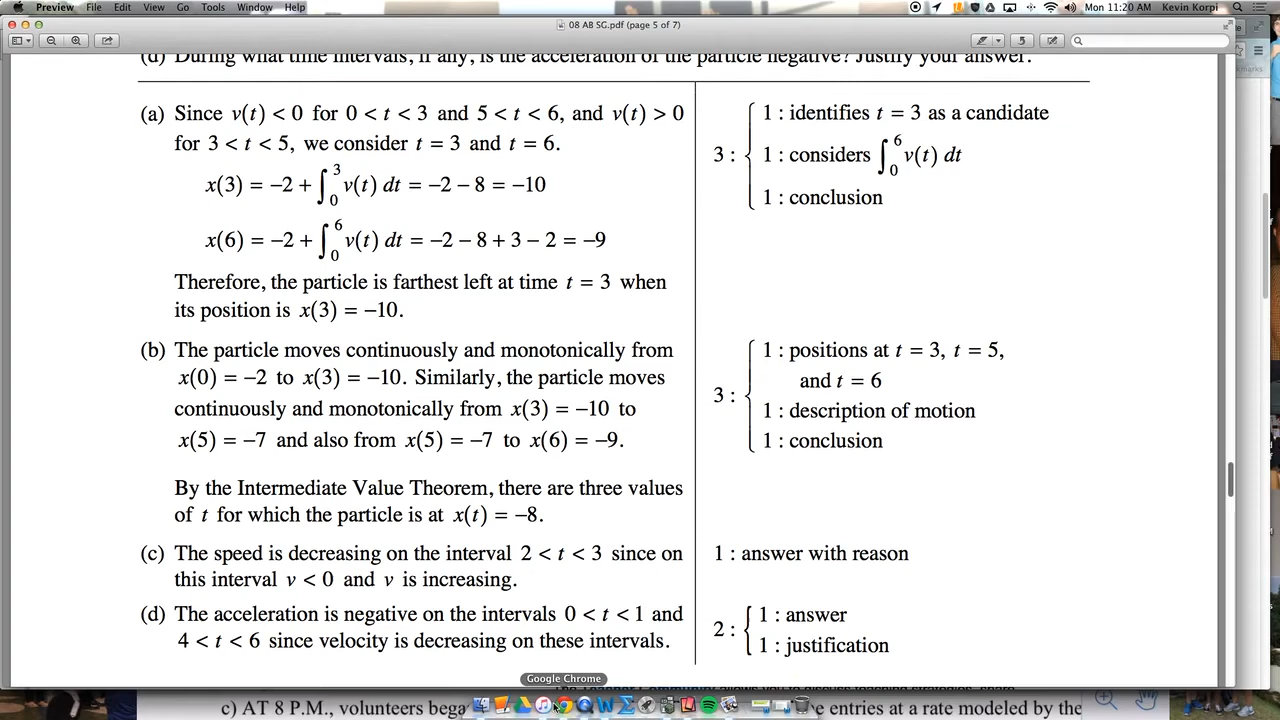 Preview File Edit View Go Tools Window Help Mon 11:20 AM Kevin Korpi
08 AB SG.pdf (page 5 of 7)
(d) During what time intervals, if any, is the acceleration of the particle negative? Justify your answer.
(a) Since v(t) < 0 for 0 < t < 3 and 5 < t < 6, and v(t) > 0
for 3 < t < 5, we consider t = 3 and t = 6.
x(3) = −2 + ∫₀³ v(t) dt = −2 − 8 = −10
x(6) = −2 + ∫₀⁶ v(t) dt = −2 − 8 + 3 − 2 = −9
Therefore, the particle is farthest left at time t = 3 when
its position is x(3) = −10.
3 :
1 : identifies t = 3 as a candidate
1 : considers ∫₀⁶ v(t) dt
1 : conclusion
(b) The particle moves continuously and monotonically from
x(0) = −2 to x(3) = −10. Similarly, the particle moves
continuously and monotonically from x(3) = −10 to
x(5) = −7 and also from x(5) = −7 to x(6) = −9.
By the Intermediate Value Theorem, there are three values
of t for which the particle is at x(t) = −8.
3 :
1 : positions at t = 3, t = 5,
and t = 6
1 : description of motion
1 : conclusion
(c) The speed is decreasing on the interval 2 < t < 3 since on
this interval v < 0 and v is increasing.
1 : answer with reason
(d) The acceleration is negative on the intervals 0 < t < 1 and
4 < t < 6 since velocity is decreasing on these intervals.
2 :
1 : answer
1 : justification
Google Chrome
c) AT 8 P.M., volunteers bega
e entries at a rate modeled by the